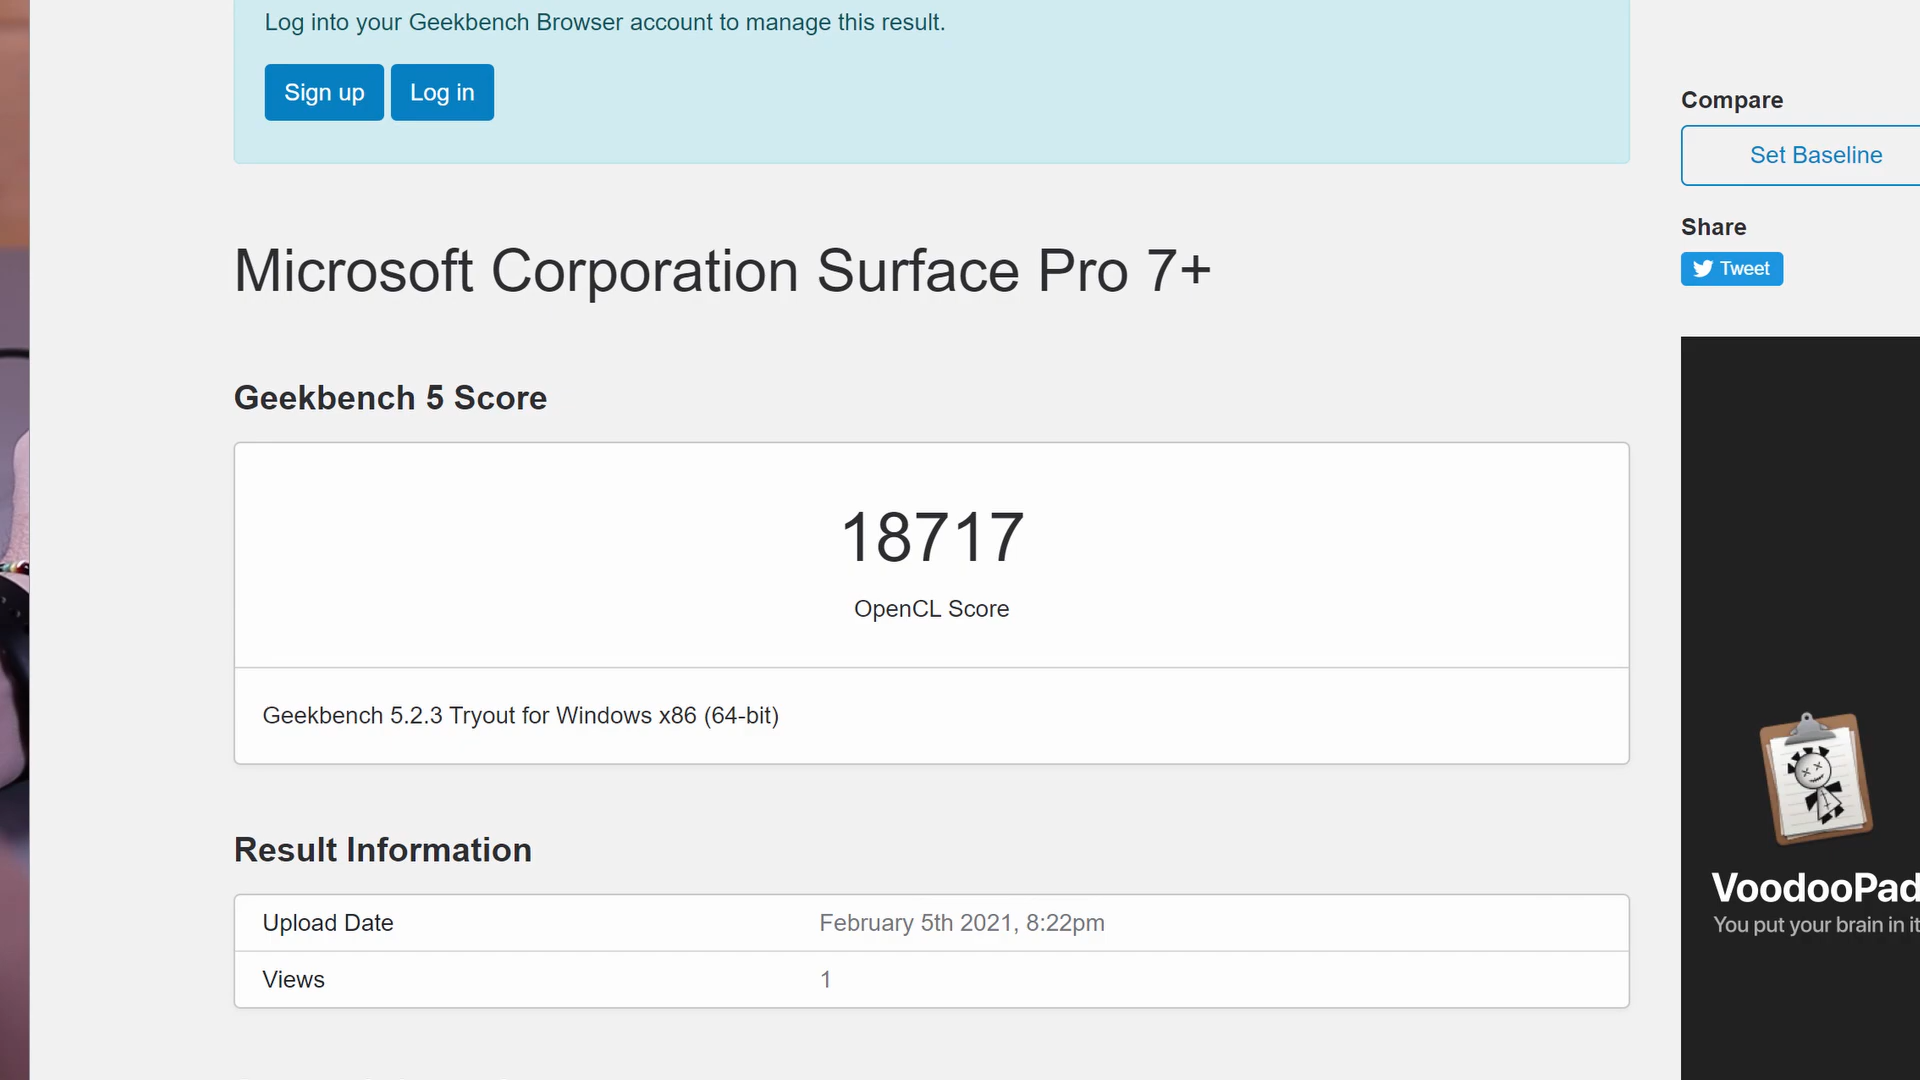 Log into your Geekbench Browser account to manage this result.
Sign up
Log in
Microsoft Corporation Surface Pro 7+
Geekbench 5 Score
18717
OpenCL Score
Geekbench 5.2.3 Tryout for Windows x86 (64-bit)
Result Information
Upload Date February 5th 2021, 8:22pm
Views 1
Compare
Set Baseline
Share
Tweet
VoodooPad
You put your brain in it